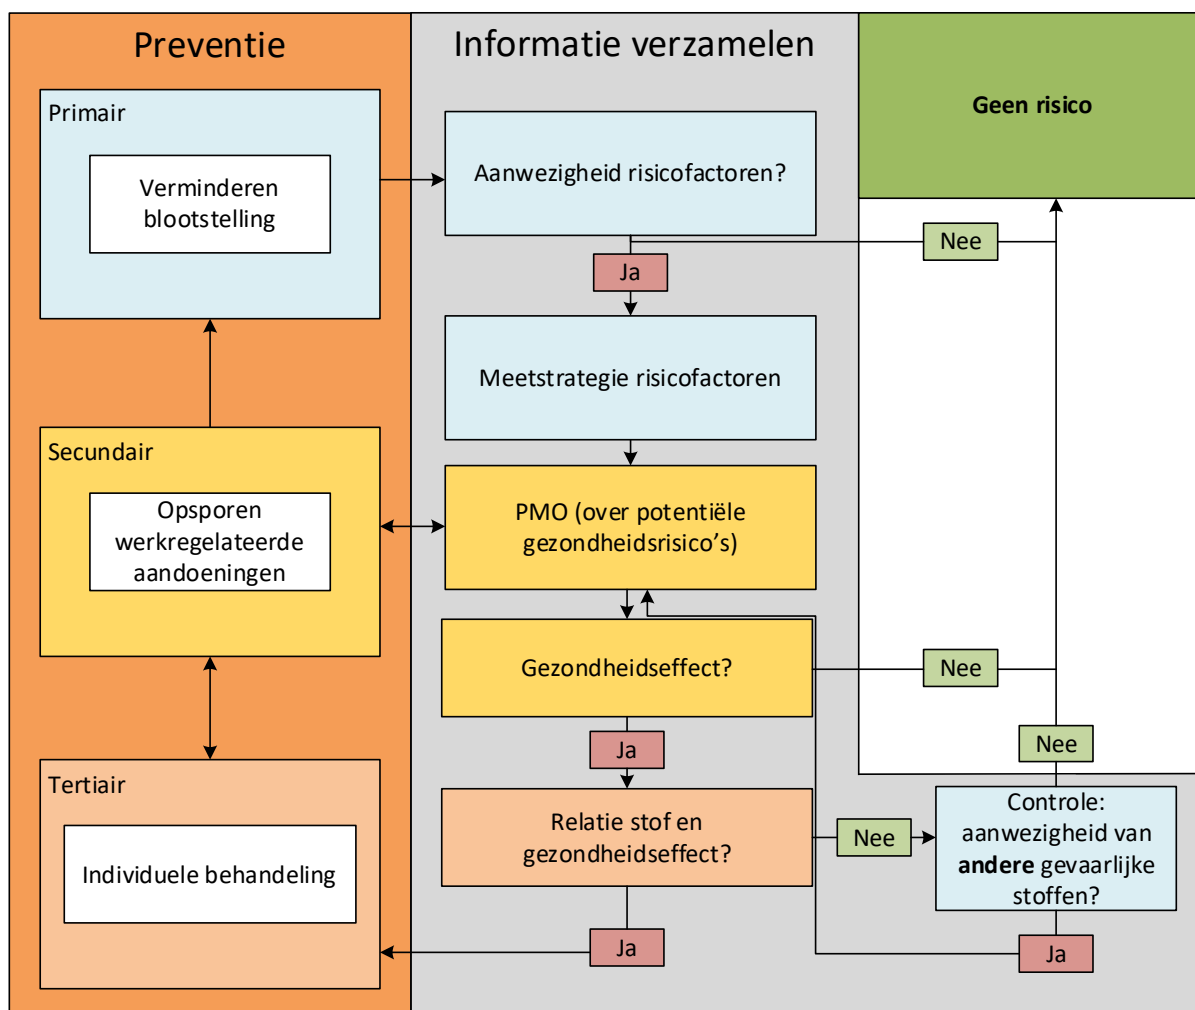 Preventie
Primair
Verminderen
blootstelling
Secundair
Opsporen
werkregelateerde
aandoeningen
Tertiair
Individuele behandeling
Informatie verzamelen
Aanwezigheid risicofactoren?
Ja
Meetstrategie risicofactoren
PMO (over potentiële
gezondheidsrisico’s)
Gezondheidseffect?
Ja
Relatie stof en
gezondheidseffect?
Ja
Geen risico
Nee
Nee
Nee
Nee
Controle:
aanwezigheid van
andere gevaarlijke
stoffen?
Ja